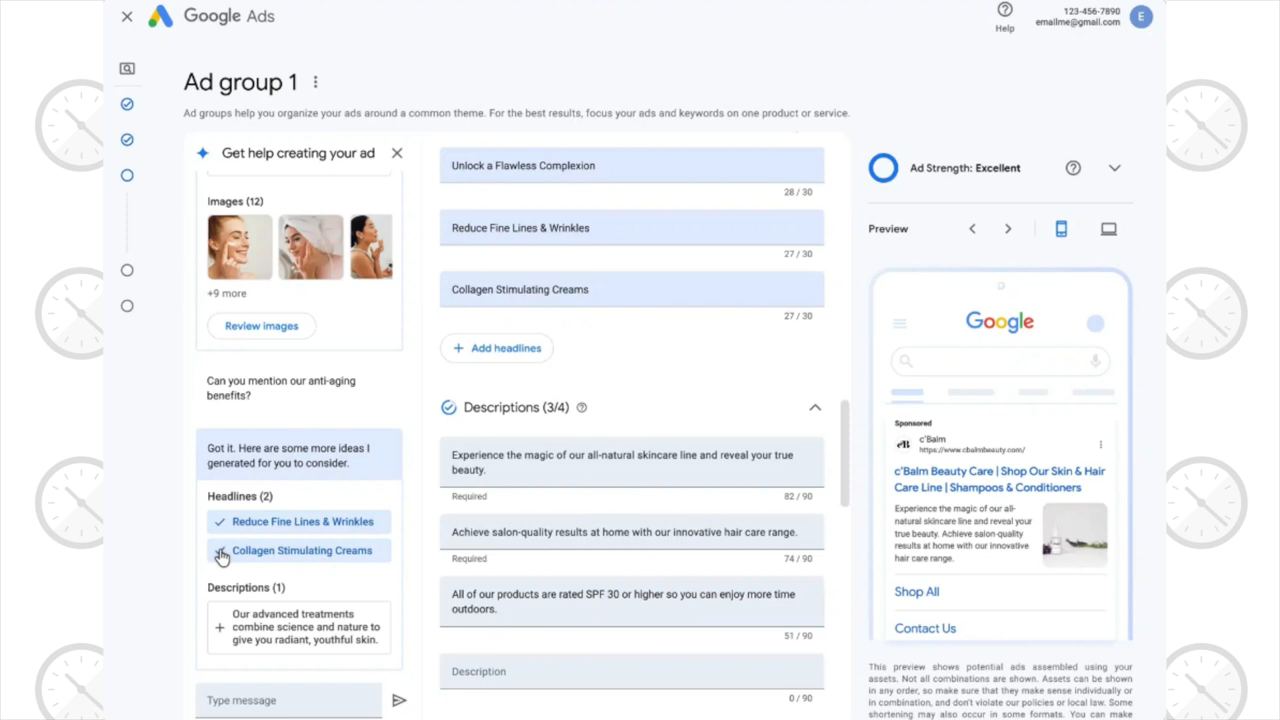 Google Ads
Help
123-456-7890
emailme@gmail.com
E
Ad group 1
Ad groups help you organize your ads around a common theme. For the best results, focus your ads and keywords on one product or service.
Get help creating your ad
Images (12)
+9 more
Review images
Can you mention our anti-aging
benefits?
Got it. Here are some more ideas I
generated for you to consider.
Headlines (2)
Reduce Fine Lines & Wrinkles
Collagen Stimulating Creams
Descriptions (1)
Our advanced treatments
combine science and nature to
give you radiant, youthful skin.
Type message
Unlock a Flawless Complexion
28 / 30
Reduce Fine Lines & Wrinkles
27 / 30
Collagen Stimulating Creams
27 / 30
Add headlines
Descriptions (3/4)
Experience the magic of our all-natural skincare line and reveal your true
beauty.
Required
82 / 90
Achieve salon-quality results at home with our innovative hair care range.
Required
74 / 90
All of our products are rated SPF 30 or higher so you can enjoy more time
outdoors.
51 / 90
Description
0 / 90
Ad Strength: Excellent
Preview
Google
Sponsored
c'B
c'Balm
https://www.cbalmbeauty.com/
c'Balm Beauty Care | Shop Our Skin & Hair
Care Line | Shampoos & Conditioners
Experience the magic of our all-
natural skincare line and reveal your
true beauty. Achieve salon-quality
results at home with our innovative
hair care range.
Shop All
Contact Us
This preview shows potential ads assembled using your
assets. Not all combinations are shown. Assets can be shown
in any order, so make sure that they make sense individually or
in combination, and don't violate our policies or local law. Some
shortening may also occur in some formats. You can make